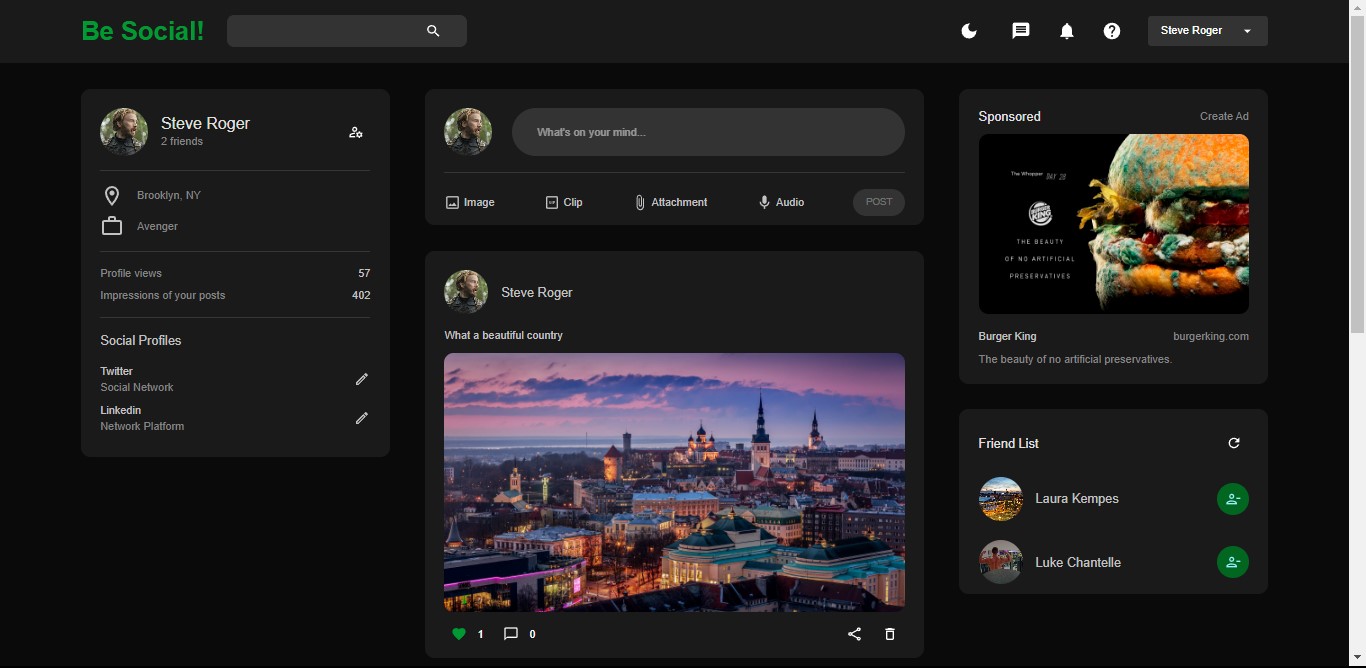 Be Social!
Steve Roger
Steve Roger
2 friends
Brooklyn, NY
Avenger
Profile views 57
Impressions of your posts 402
Social Profiles
Twitter
Social Network
Linkedin
Network Platform
What's on your mind...
Image Clip Attachment Audio POST
Steve Roger
What a beautiful country
1 0
Sponsored Create Ad
The Whopper DAY 28
BURGER KING
THE BEAUTY
OF NO ARTIFICIAL
PRESERVATIVES
Burger King burgerking.com
The beauty of no artificial preservatives.
Friend List
Laura Kempes
Luke Chantelle